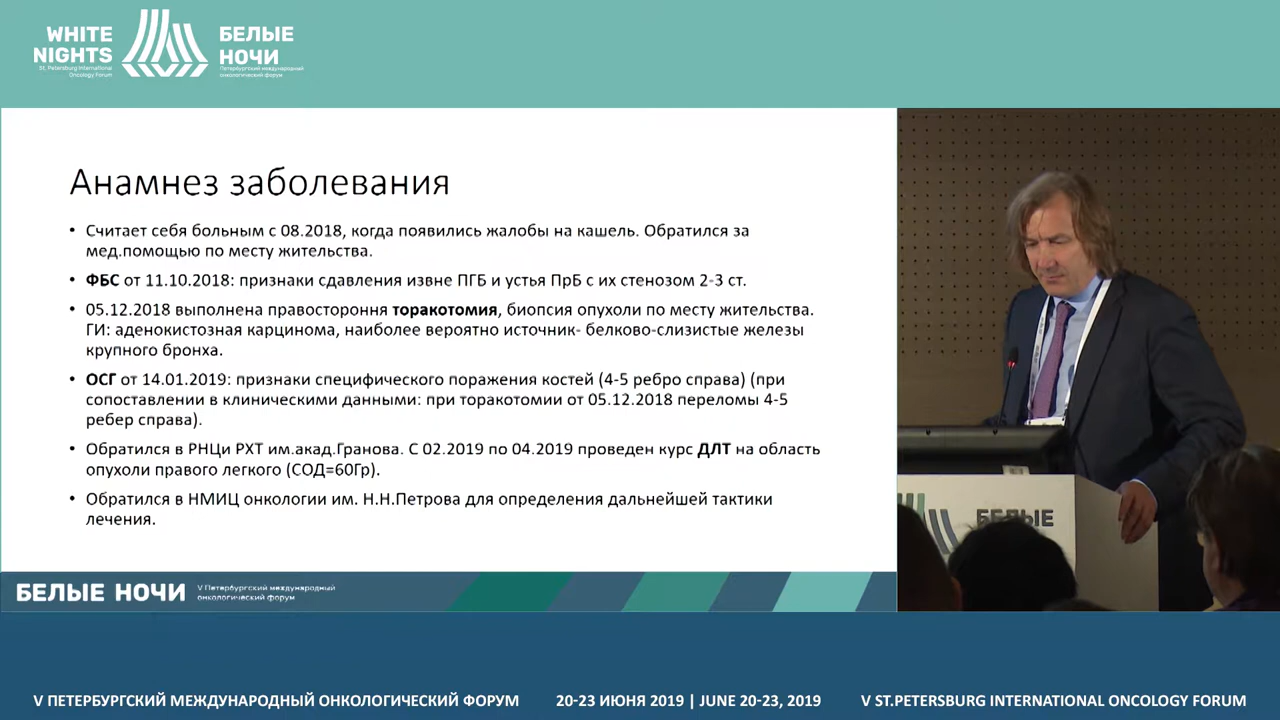 WHITE
NIGHTS
St. Petersburg International
Oncology Forum
БЕЛЫЕ
НОЧИ
Петербургский международный
онкологический форум
Анамнез заболевания
• Считает себя больным с 08.2018, когда появились жалобы на кашель. Обратился за
мед.помощью по месту жительства.
• ФБС от 11.10.2018: признаки сдавления извне ПГБ и устья ПрБ с их стенозом 2-3 ст.
• 05.12.2018 выполнена правостороння торакотомия, биопсия опухоли по месту жительства.
ГИ: аденокистозная карцинома, наиболее вероятно источник- белково-слизистые железы
крупного бронха.
• ОСГ от 14.01.2019: признаки специфического поражения костей (4-5 ребро справа) (при
сопоставлении в клиническими данными: при торакотомии от 05.12.2018 переломы 4-5
ребер справа).
• Обратился в РНЦи РХТ им.акад.Гранова. С 02.2019 по 04.2019 проведен курс ДЛТ на область
опухоли правого легкого (СОД=60Гр).
• Обратился в НМИЦ онкологии им. Н.Н.Петрова для определения дальнейшей тактики
лечения.
БЕЛЫЕ
БЕЛЫЕ НОЧИ
V Петербургский международный
онкологический форум
V ПЕТЕРБУРГСКИЙ МЕЖДУНАРОДНЫЙ ОНКОЛОГИЧЕСКИЙ ФОРУМ
20-23 ИЮНЯ 2019 | JUNE 20-23, 2019
V ST.PETERSBURG INTERNATIONAL ONCOLOGY FORUM